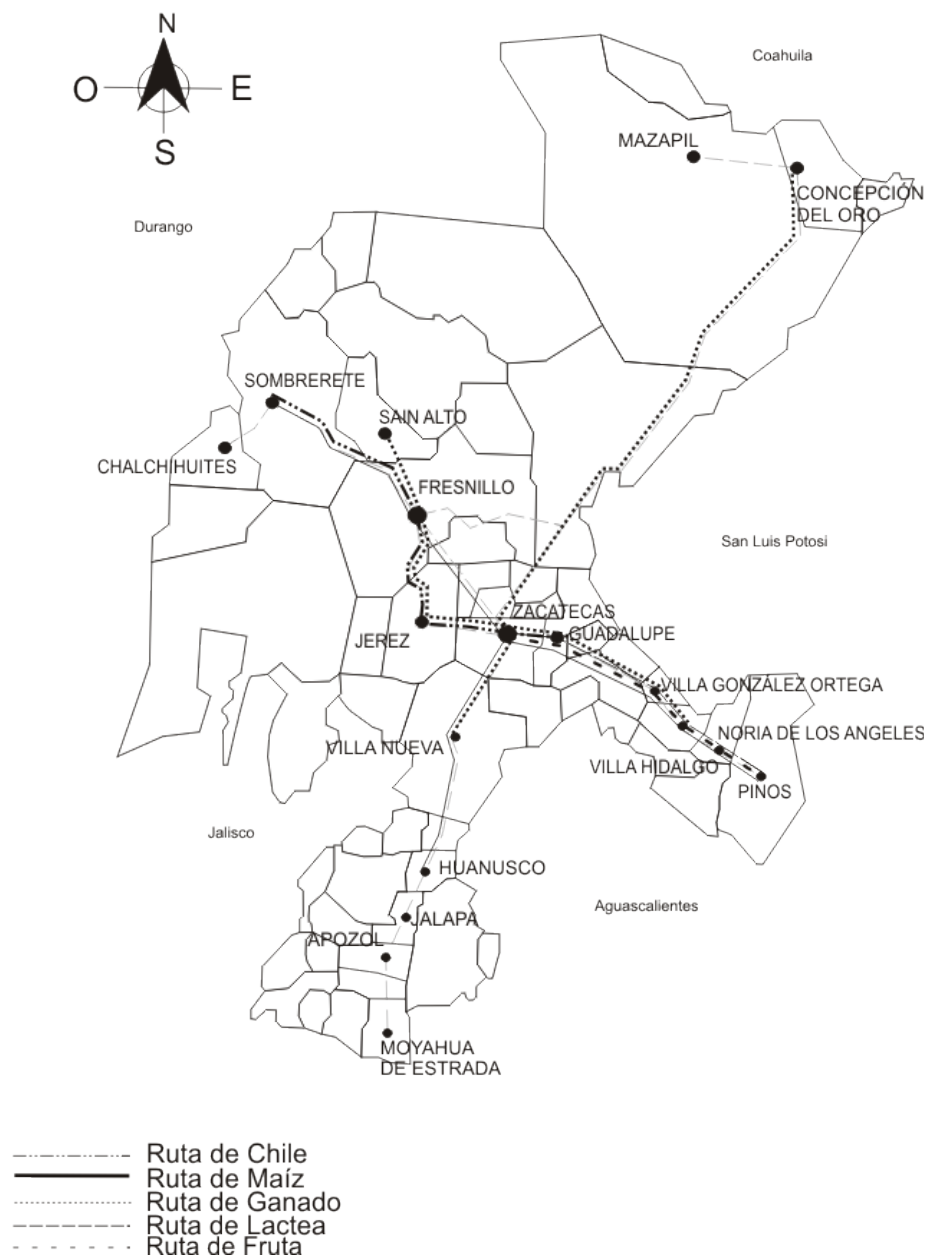 N
Coahuila
O
E
S
MAZAPIL
CONCEPCIÓN
DEL ORO
Durango
SOMBRERETE
SAIN ALTO
CHALCHIHUITES
FRESNILLO
San Luis Potosi
ZACATECAS
GUADALUPE
JEREZ
VILLA GONZÁLEZ ORTEGA
NORIA DE LOS ANGELES
VILLA NUEVA
VILLA HIDALGO
PINOS
Jalisco
HUANUSCO
Aguascalientes
JALAPA
APOZOL
MOYAHUA
DE ESTRADA
Ruta de Chile
Ruta de Maíz
Ruta de Ganado
Ruta de Lactea
Ruta de Fruta